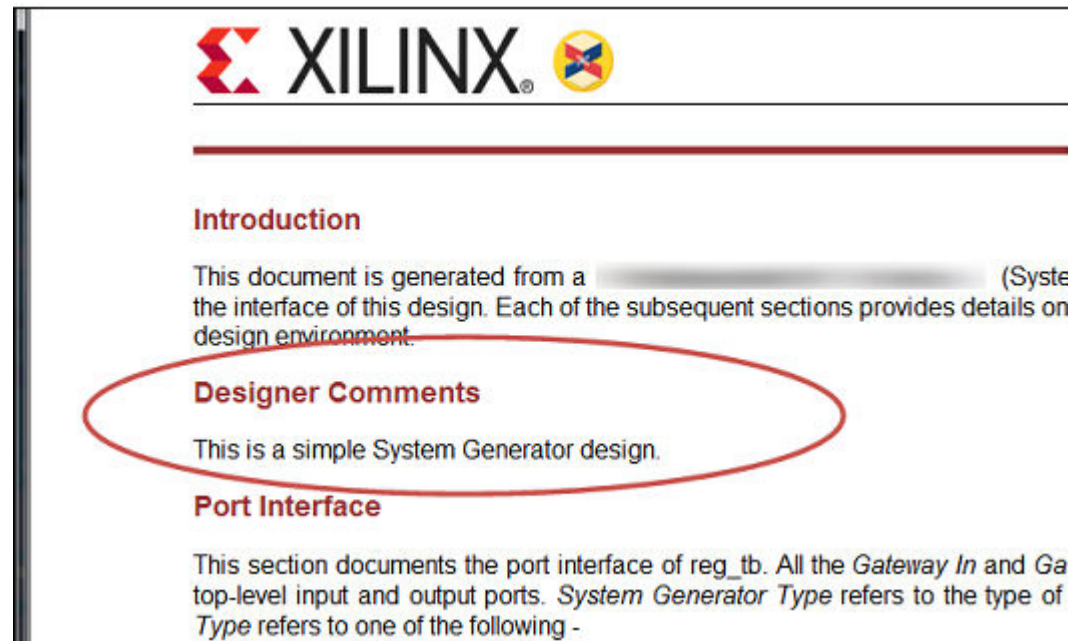 XILINX®
Introduction
This document is generated from a (Syste
the interface of this design. Each of the subsequent sections provides details on
design environment.
Designer Comments
This is a simple System Generator design.
Port Interface
This section documents the port interface of reg_tb. All the Gateway In and Ga
top-level input and output ports. System Generator Type refers to the type of
Type refers to one of the following -